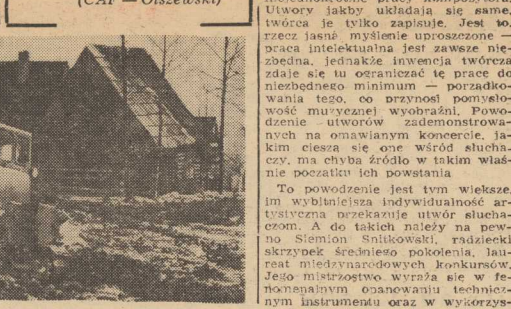 (CAF — Olszewski)
Utwory jakby układają się same,
twórca je tylko zapisuje. Jest to,
rzecz jasna myślenie uproszczone —
praca intelektualna jest zawsze nie-
zbędna, jednakże inwencja twórcza
zdaje się tu ograniczać tę pracę do
niezbędnego minimum — porządko-
wania tego, co przynosi pomysło-
wość muzycznej wyobraźni. Powo-
dzenie utworów zademonstrowa-
nych na omawianym koncercie, ja-
kim cieszą się one wśród słucha-
czy, ma chyba źródło w takim właś-
nie początku ich powstania
To powodzenie jest tym większe,
im wybitniejsza indywidualność ar-
tystyczna przekazuje utwór słucha-
czom. A do takich należy na pew-
no Siemion Snitkowski, radziecki
skrzypek średniego pokolenia, lau-
reat międzynarodowych konkursów.
Jego mistrzostwo wyraża się w fe-
nomenalnym opanowaniu technicz-
nym instrumentu oraz w wykorzys-